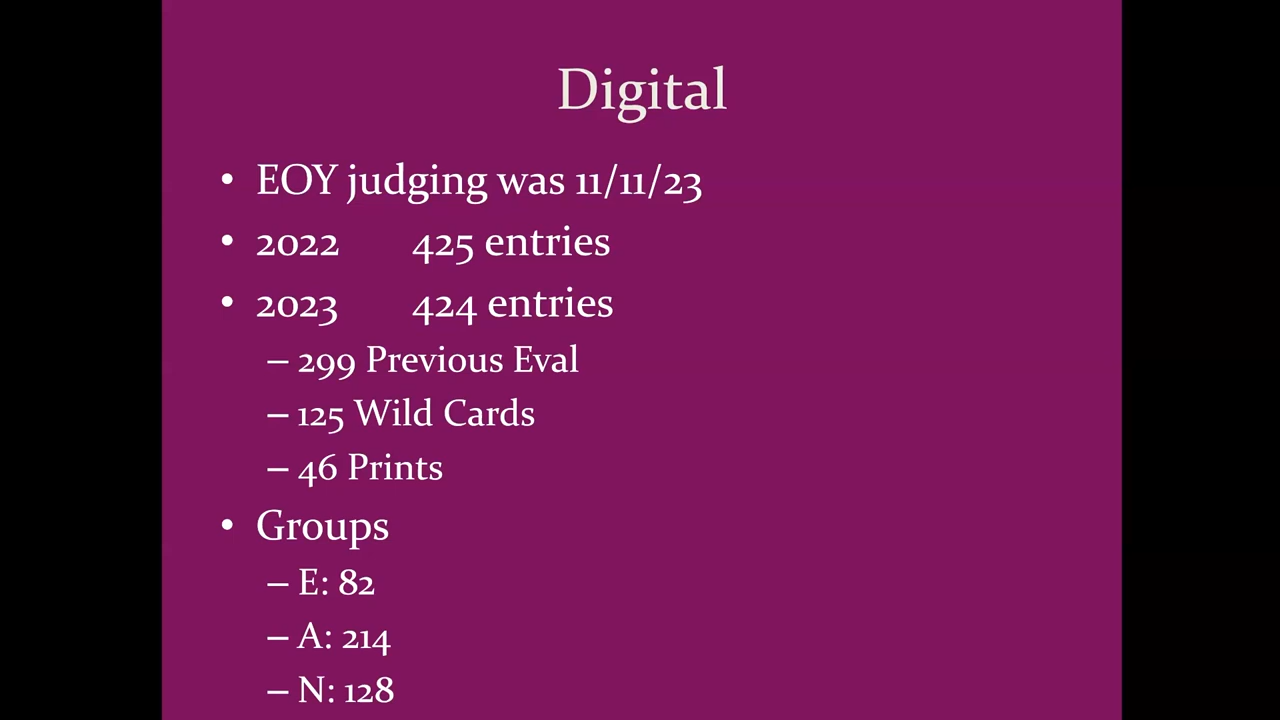 Digital
• EOY judging was 11/11/23
• 2022 425 entries
• 2023 424 entries
– 299 Previous Eval
– 125 Wild Cards
– 46 Prints
• Groups
– E: 82
– A: 214
– N: 128